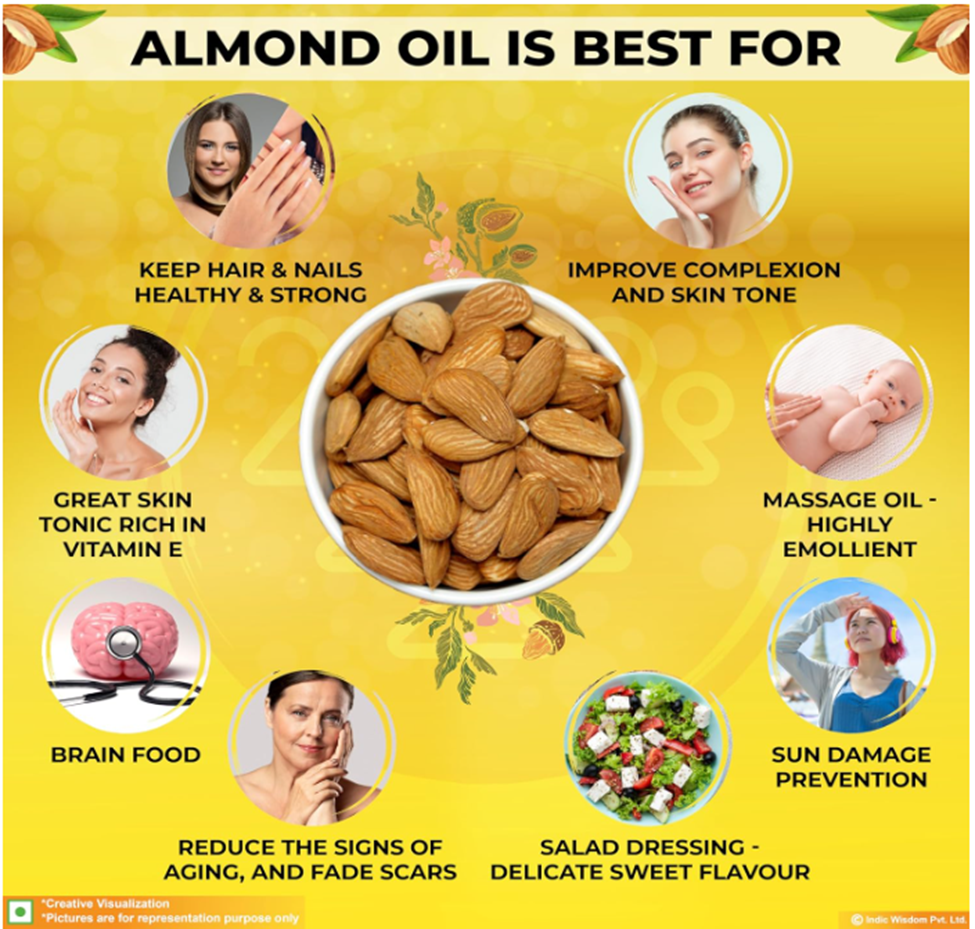 ALMOND OIL IS BEST FOR
KEEP HAIR & NAILS
HEALTHY & STRONG
IMPROVE COMPLEXION
AND SKIN TONE
GREAT SKIN
TONIC RICH IN
VITAMIN E
MASSAGE OIL -
HIGHLY
EMOLLIENT
BRAIN FOOD
SUN DAMAGE
PREVENTION
REDUCE THE SIGNS OF
AGING, AND FADE SCARS
SALAD DRESSING -
DELICATE SWEET FLAVOUR
*Creative Visualization
*Pictures are for representation purpose only
© Indic Wisdom Pvt. Ltd.